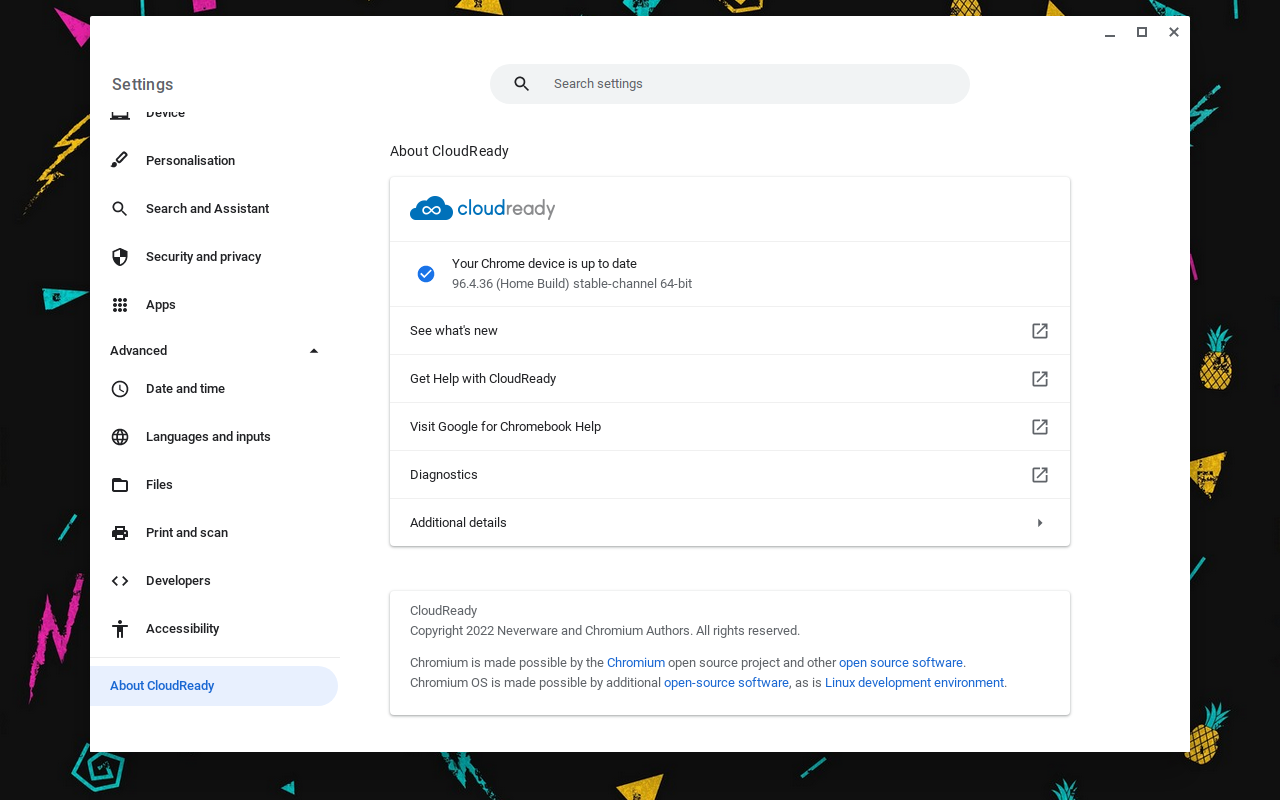 Settings
Search settings
Device
Personalisation
Search and Assistant
Security and privacy
Apps
Advanced
Date and time
Languages and inputs
Files
Print and scan
Developers
Accessibility
About CloudReady
About CloudReady
cloudready
Your Chrome device is up to date
96.4.36 (Home Build) stable-channel 64-bit
See what's new
Get Help with CloudReady
Visit Google for Chromebook Help
Diagnostics
Additional details
CloudReady
Copyright 2022 Neverware and Chromium Authors. All rights reserved.
Chromium is made possible by the Chromium open source project and other open source software.
Chromium OS is made possible by additional open-source software, as is Linux development environment.